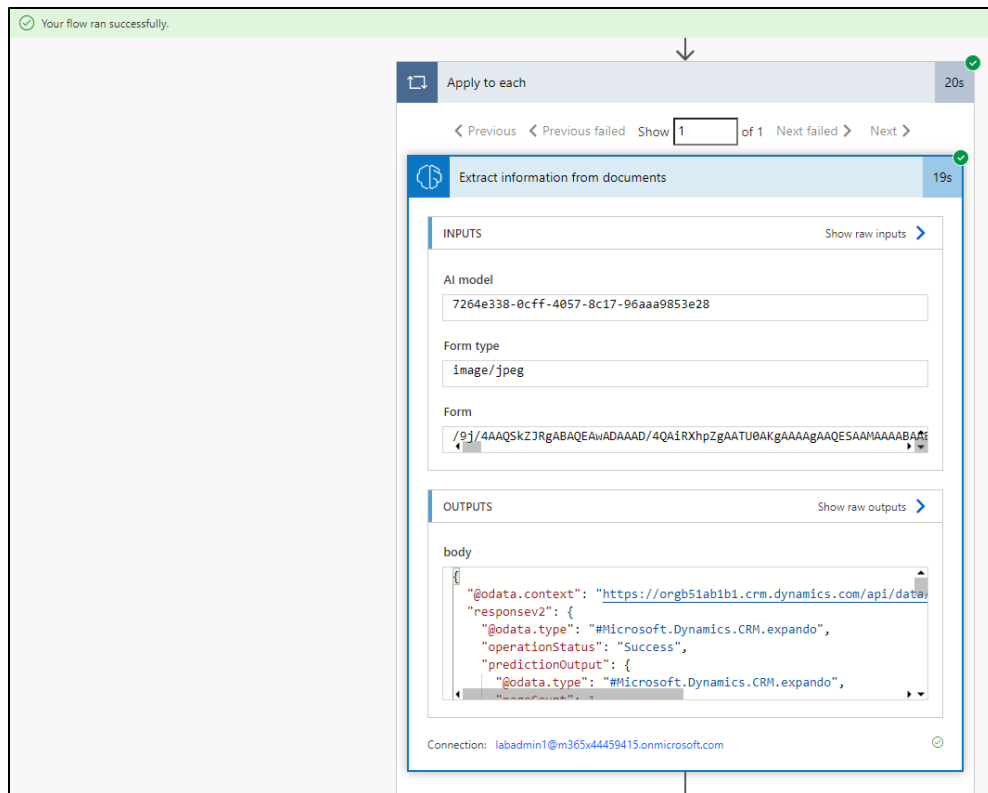 Your flow ran successfully.
Apply to each
20s
Previous Previous failed Show 1 of 1 Next failed Next
Extract information from documents
19s
INPUTS
Show raw inputs
AI model
7264e338-0cff-4057-8c17-96aaa9853e28
Form type
image/jpeg
Form
/9j/4AAQSkZJRgABAQEAwADAAAD/4QAiRXhpZgAATU0AKgAAAAgAAQESAAMAAAABAAE
OUTPUTS
Show raw outputs
body
{
"@odata.context": "https://orgb51ab1b1.crm.dynamics.com/api/data/
"responsev2": {
"@odata.type": "#Microsoft.Dynamics.CRM.expando",
"operationStatus": "Success",
"predictionOutput": {
"@odata.type": "#Microsoft.Dynamics.CRM.expando",
"pageCount": 1
Connection: labadmin1@m365x44459415.onmicrosoft.com